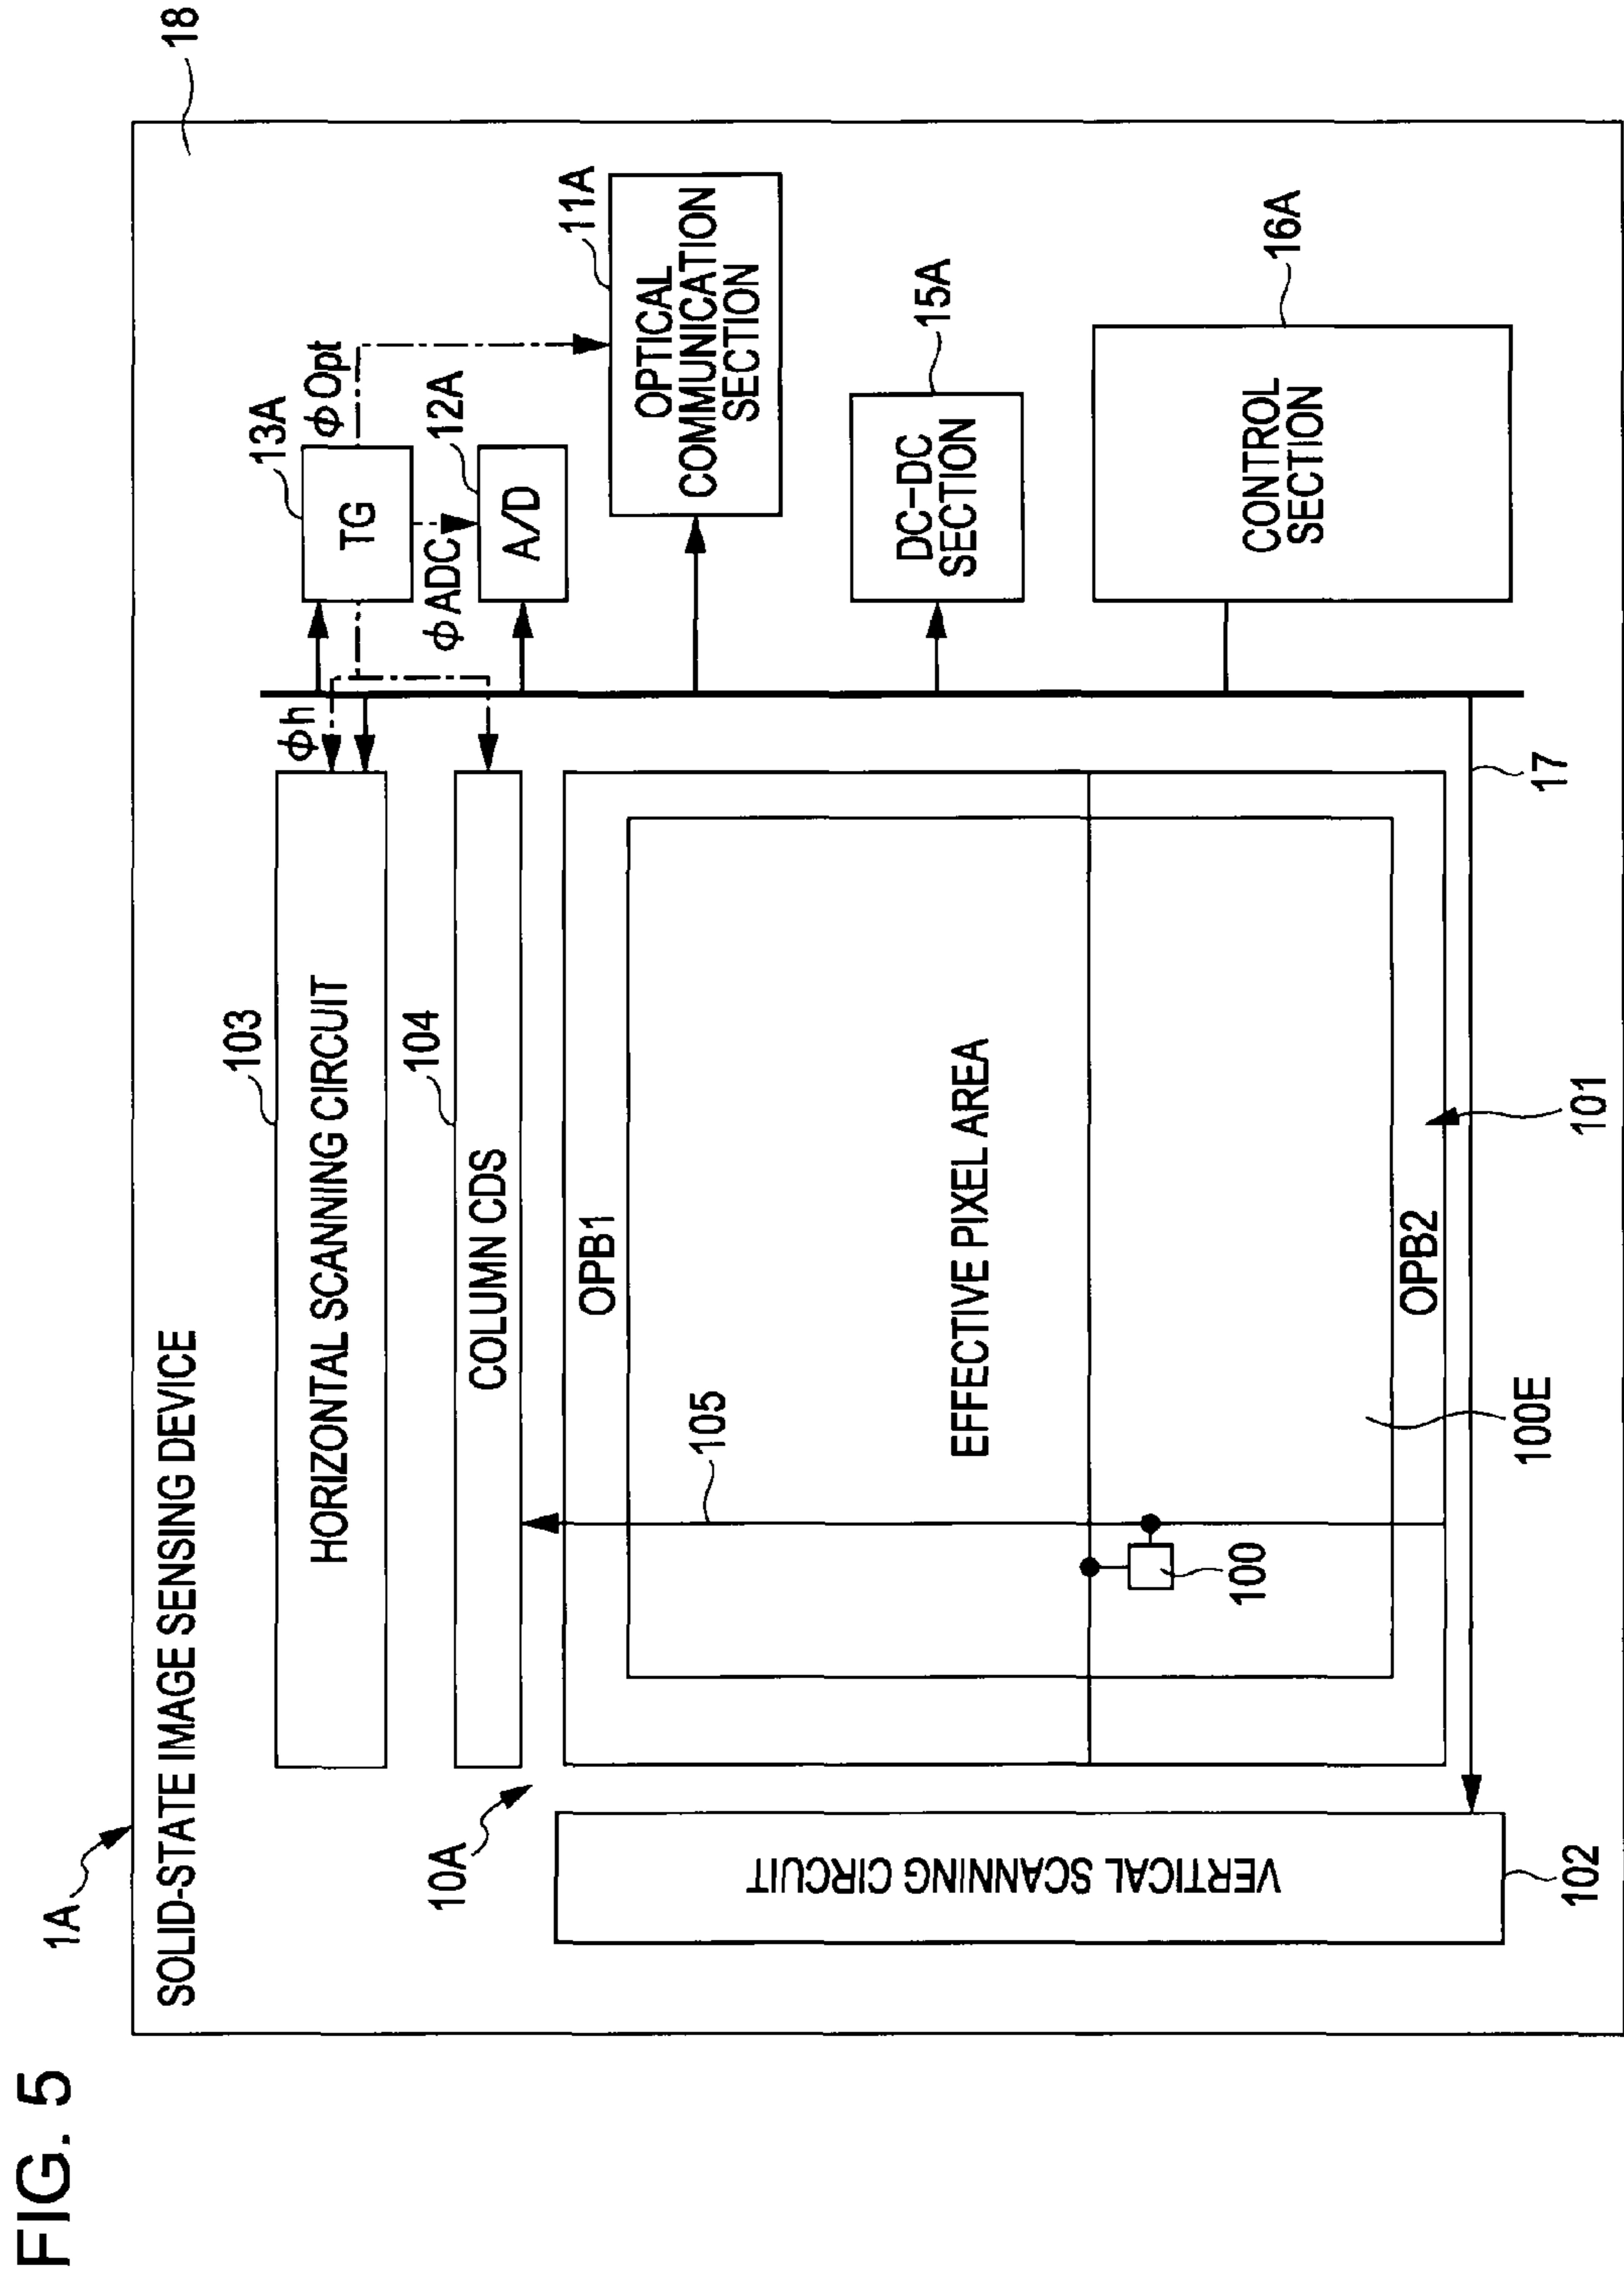 FIG. 5
1A
18
SOLID-STATE IMAGE SENSING DEVICE
103
HORIZONTAL SCANNING CIRCUIT
ϕh
13A
TG
ϕOpt
104
COLUMN CDS
ϕADC
12A
A/D
11A
OPTICAL
COMMUNICATION
SECTION
10A
OPB1
105
EFFECTIVE PIXEL AREA
VERTICAL SCANNING CIRCUIT
15A
DC-DC
SECTION
100
16A
CONTROL
SECTION
OPB2
102
100E
101
17